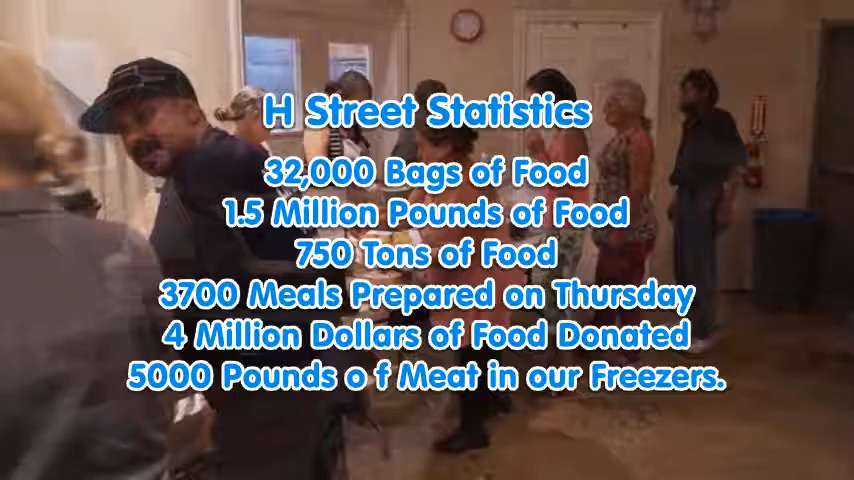 H Street Statistics
32,000 Bags of Food
1.5 Million Pounds of Food
750 Tons of Food
3700 Meals Prepared on Thursday
4 Million Dollars of Food Donated
5000 Pounds o f Meat in our Freezers.